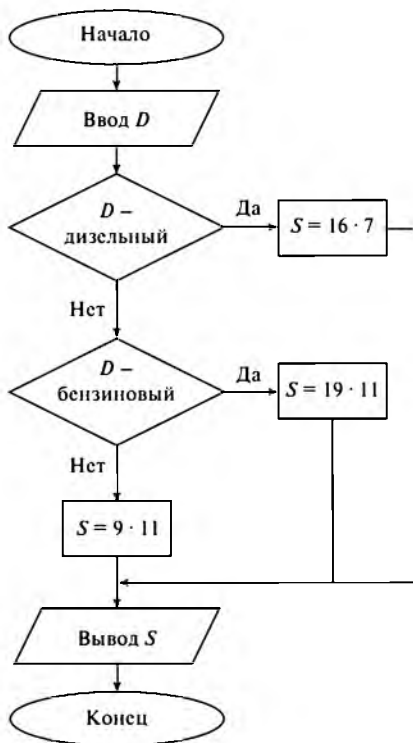 Начало
Ввод D
D –
дизельный
Да
S = 16 · 7
Нет
D –
бензиновый
Да
S = 19 · 11
Нет
S = 9 · 11
Вывод S
Конец